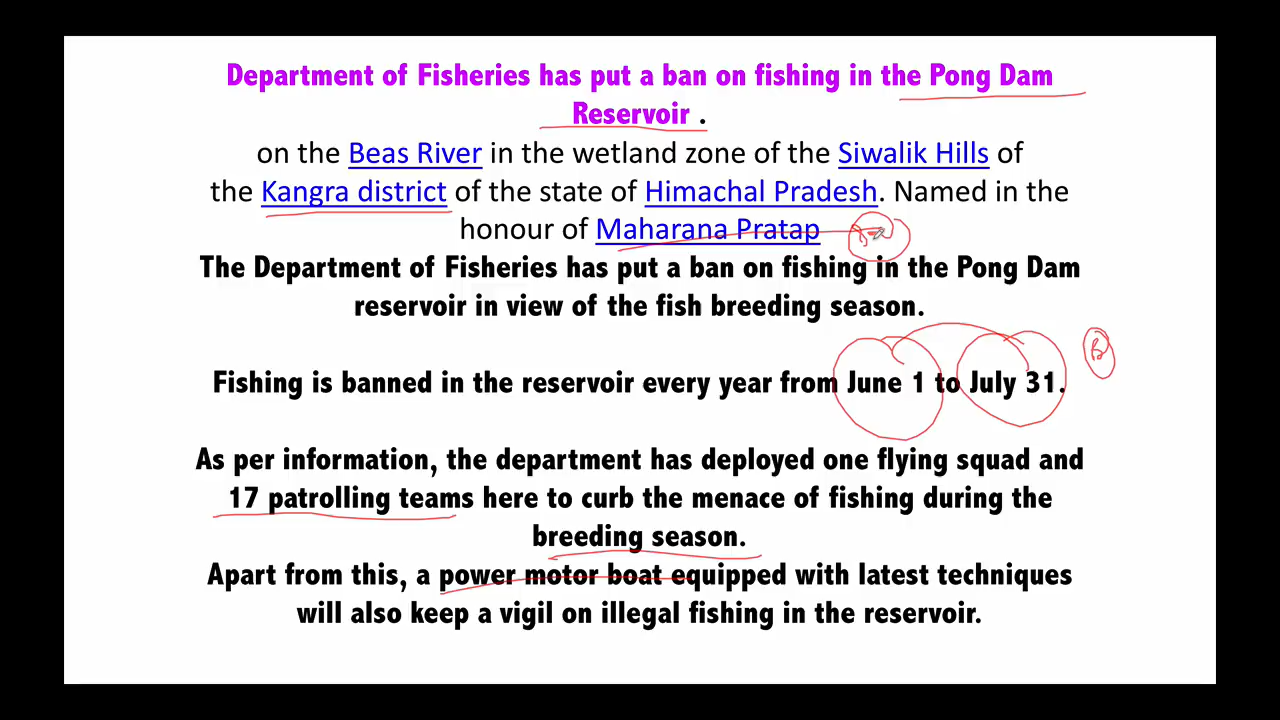 Department of Fisheries has put a ban on fishing in the Pong Dam
Reservoir .
on the Beas River in the wetland zone of the Siwalik Hills of
the Kangra district of the state of Himachal Pradesh. Named in the
honour of Maharana Pratap
The Department of Fisheries has put a ban on fishing in the Pong Dam
reservoir in view of the fish breeding season.
Fishing is banned in the reservoir every year from June 1 to July 31.
As per information, the department has deployed one flying squad and
17 patrolling teams here to curb the menace of fishing during the
breeding season.
Apart from this, a power motor boat equipped with latest techniques
will also keep a vigil on illegal fishing in the reservoir.